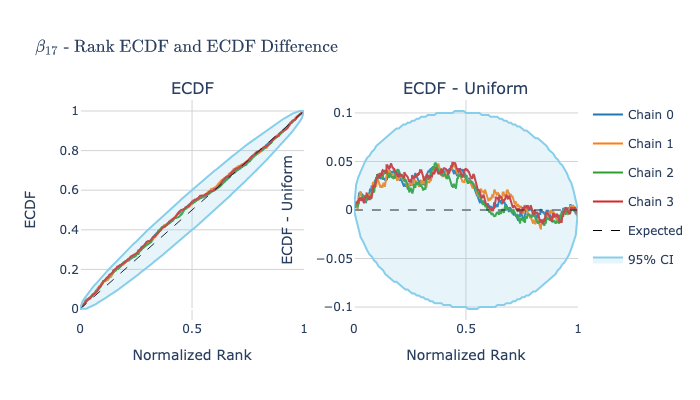 β₁₇ - Rank ECDF and ECDF Difference
ECDF
ECDF
1
0.8
0.6
0.4
0.2
0
0
0.5
1
Normalized Rank
ECDF - Uniform
ECDF - Uniform
0.1
0.05
0
−0.05
−0.1
0
0.5
1
Normalized Rank
Chain 0
Chain 1
Chain 2
Chain 3
Expected
95% CI